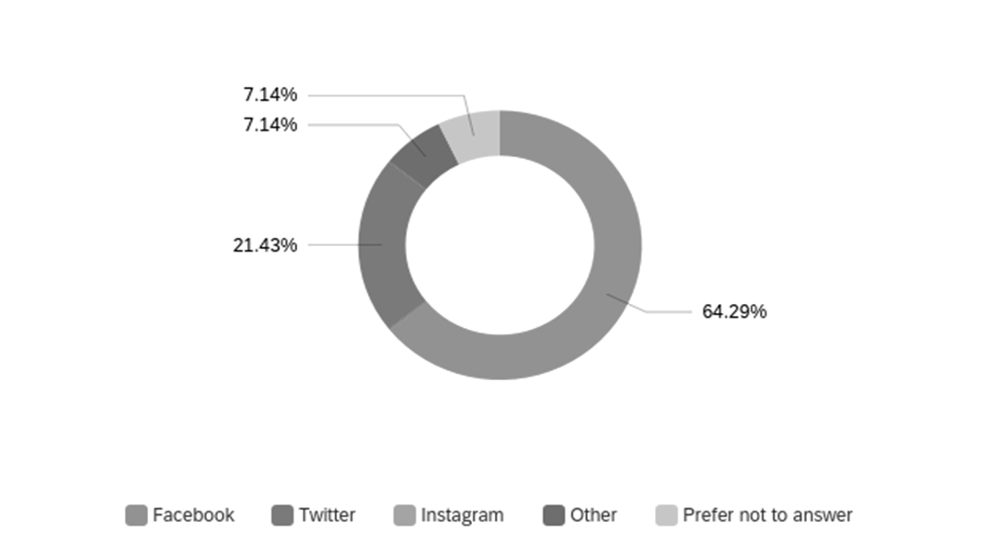 7.14%
7.14%
21.43%
64.29%
Facebook Twitter Instagram Other Prefer not to answer